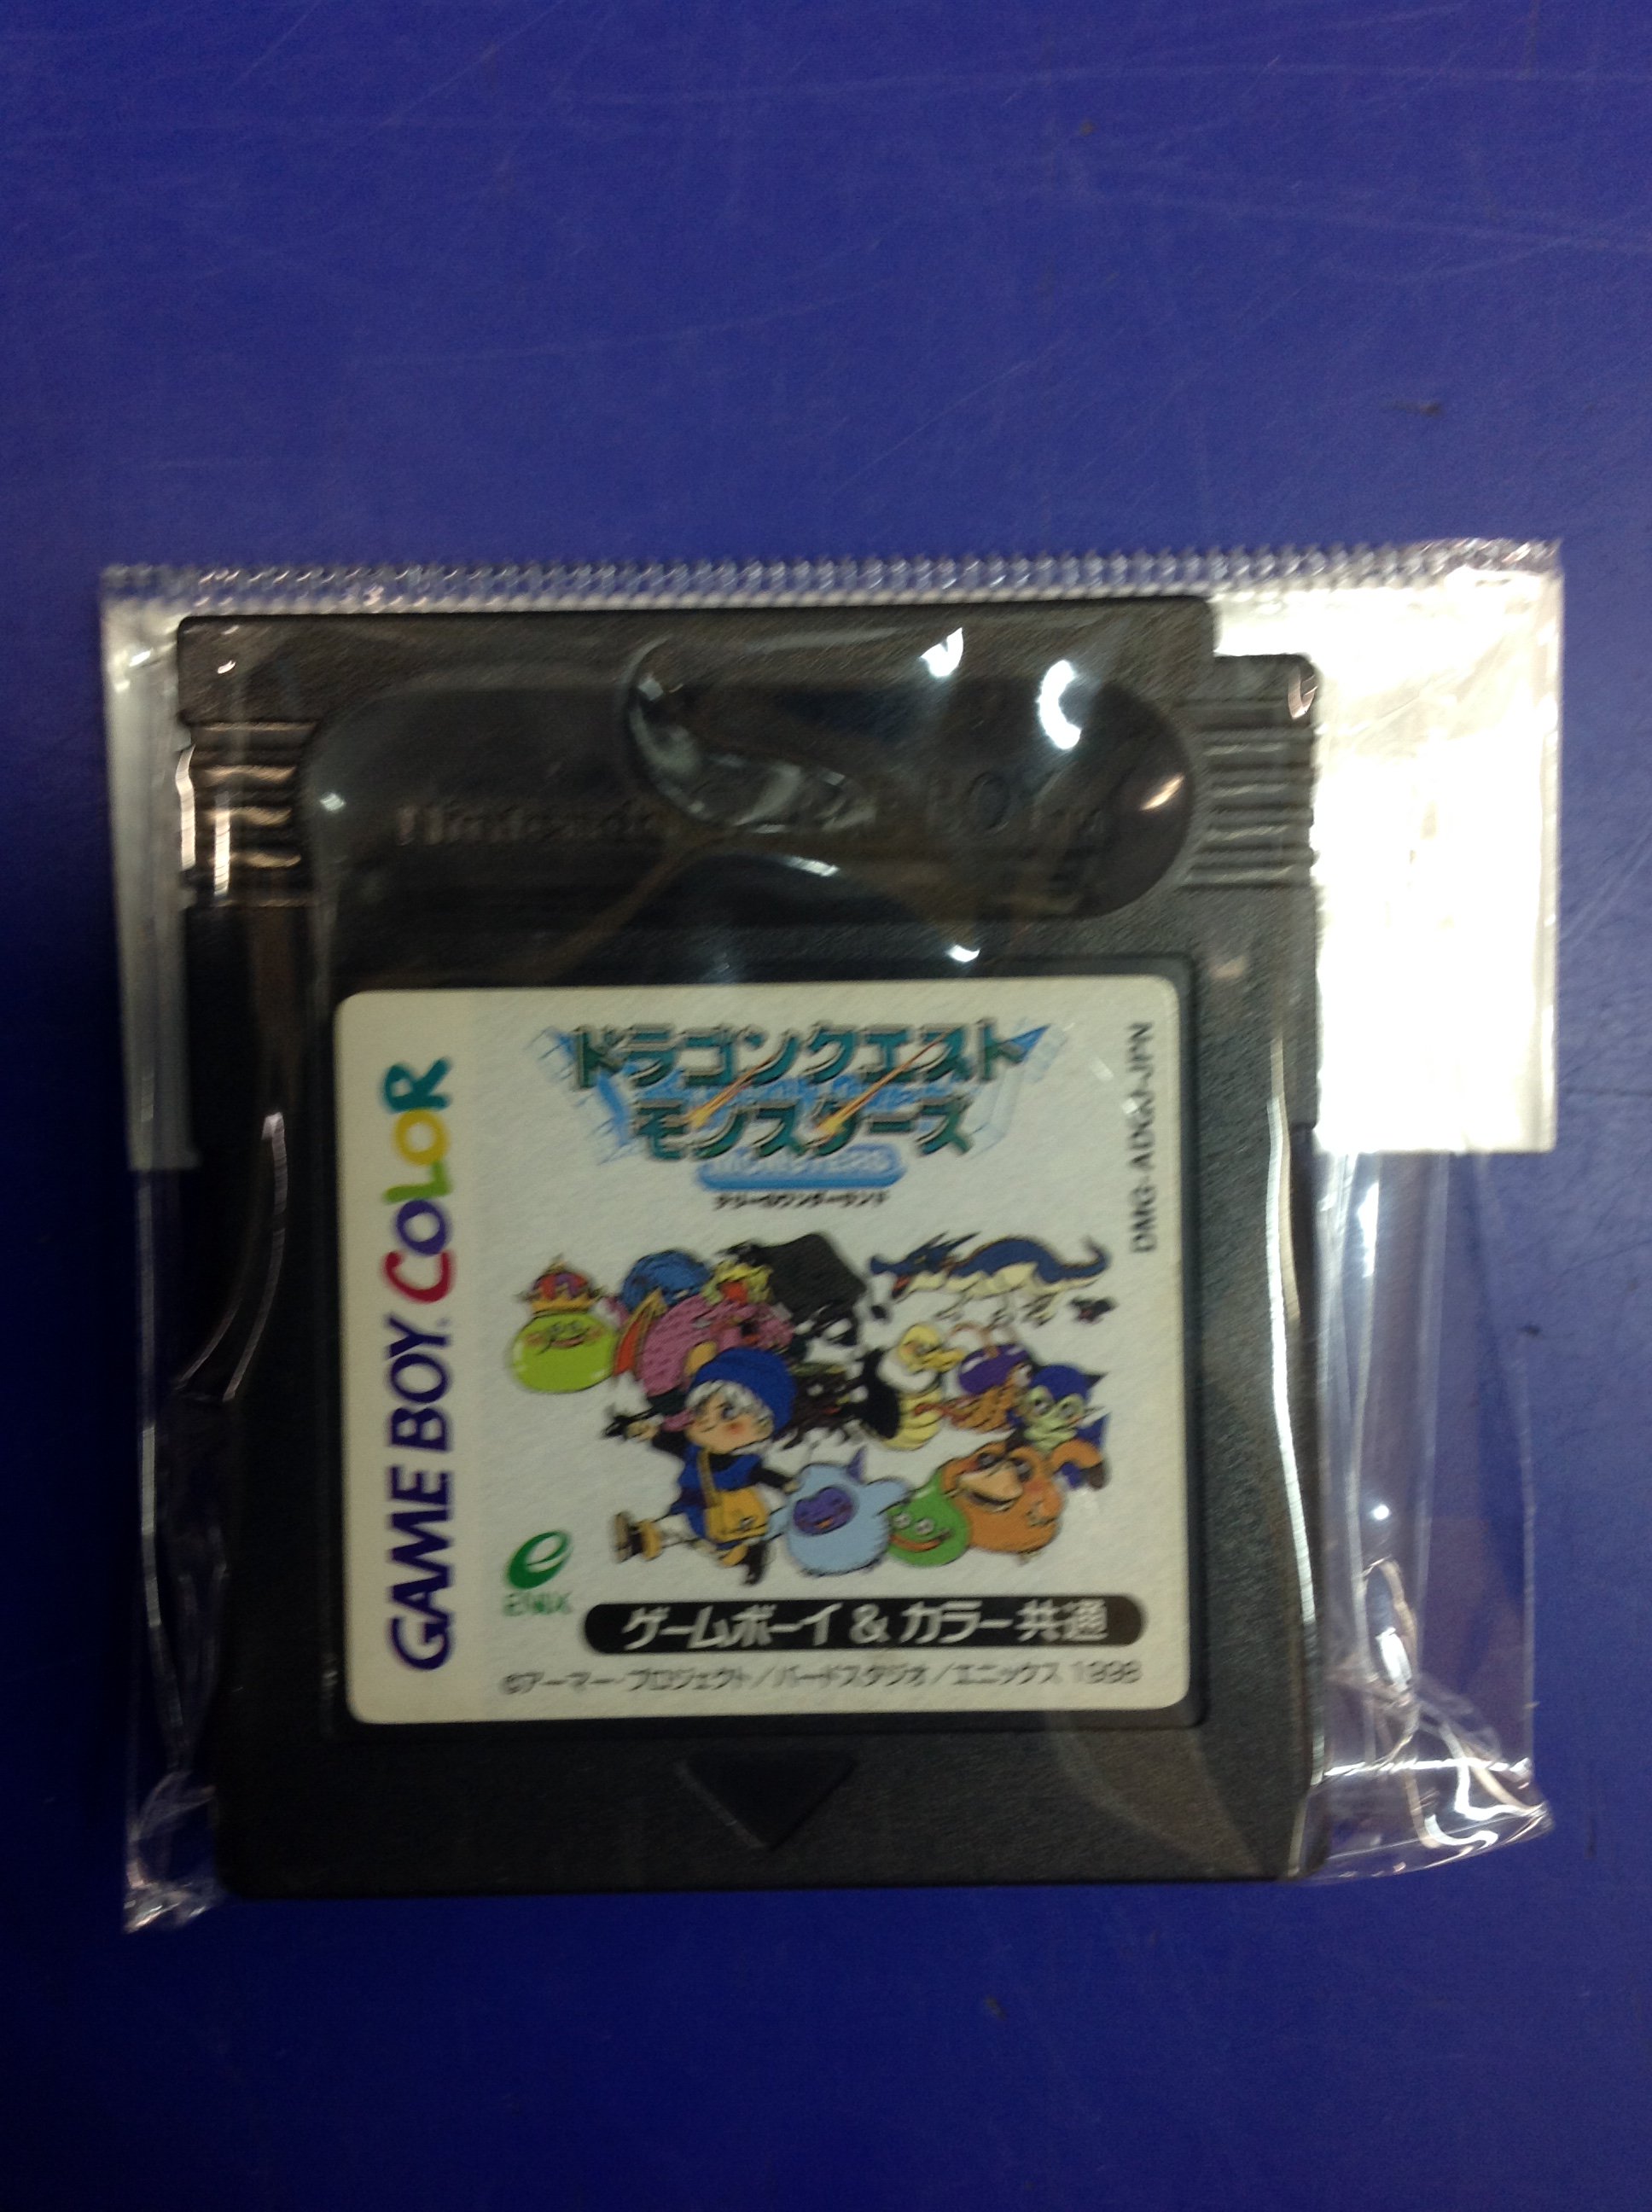 Nintendo
ドラゴンクエスト
モンスターズ
MONSTERS
テリーのワンダーランド
DMG-ADQJ-JPN
GAME BOY COLOR
ENIX
ゲームボーイ&カラー共通
©アーマー・プロジェクト/バードスタジオ/エニックス 1998